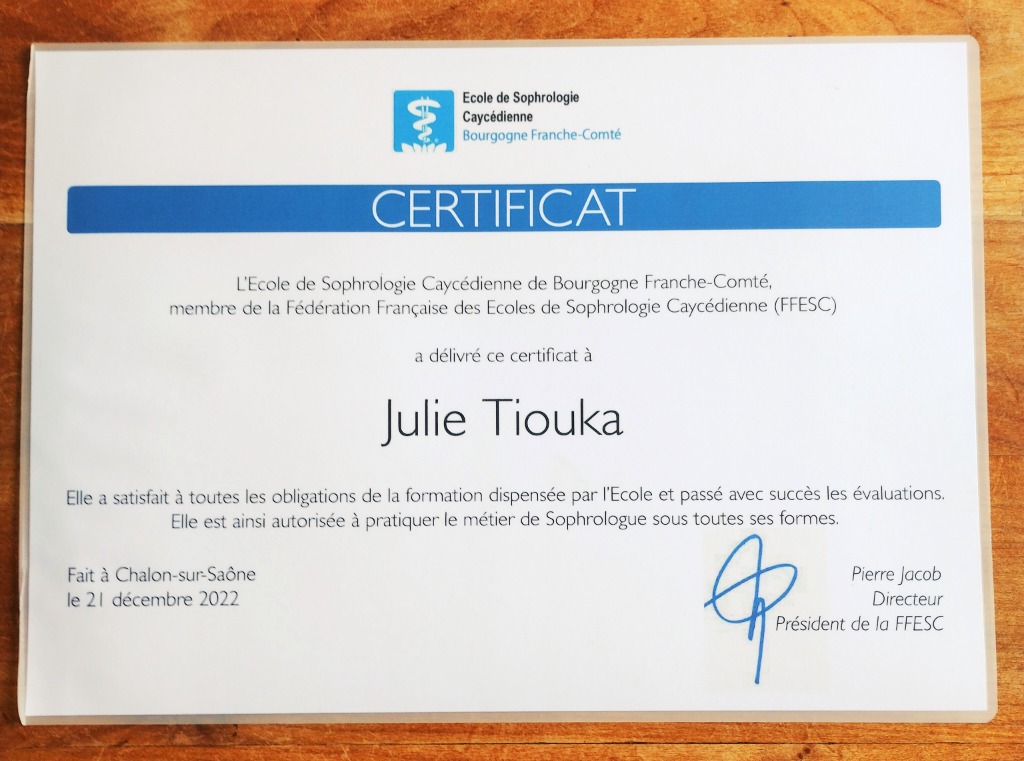 Ecole de Sophrologie
Caycédienne
Bourgogne Franche-Comté
CERTIFICAT
L'Ecole de Sophrologie Caycédienne de Bourgogne Franche-Comté,
membre de la Fédération Française des Ecoles de Sophrologie Caycédienne (FFESC)
a délivré ce certificat à
Julie Tiouka
Elle a satisfait à toutes les obligations de la formation dispensée par l'Ecole et passé avec succès les évaluations.
Elle est ainsi autorisée à pratiquer le métier de Sophrologue sous toutes ses formes.
Fait à Chalon-sur-Saône
le 21 décembre 2022
Pierre Jacob
Directeur
Président de la FFESC